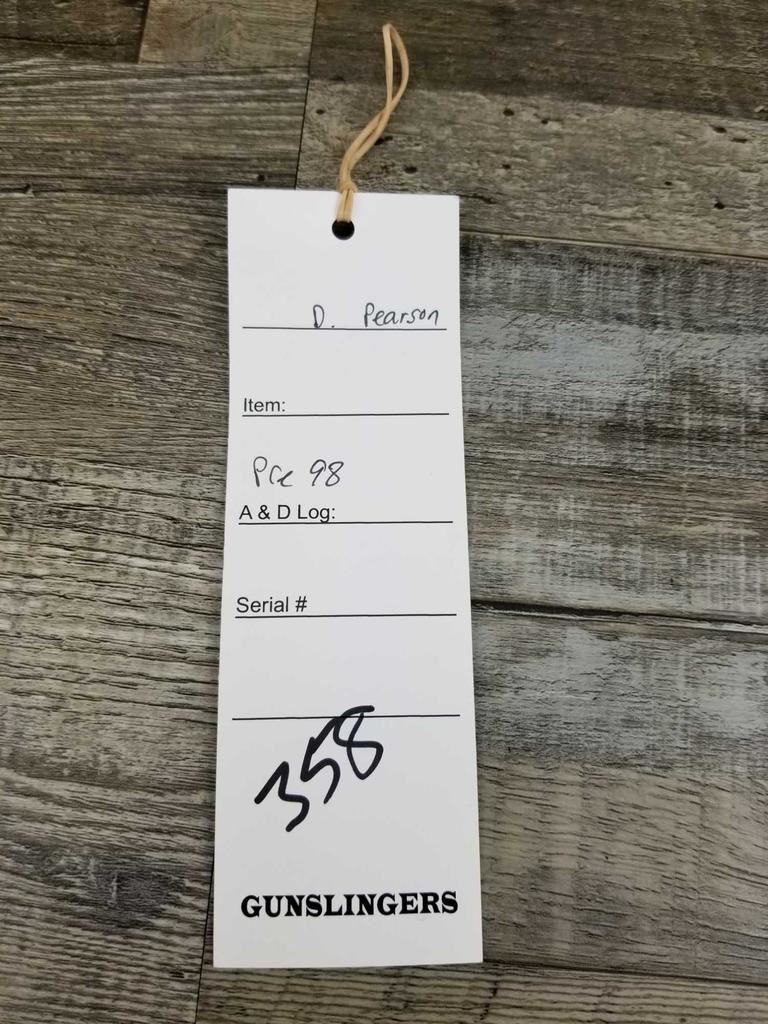 D. Pearson
Item:
Pre 98
A & D Log:
Serial #
358
GUNSLINGERS